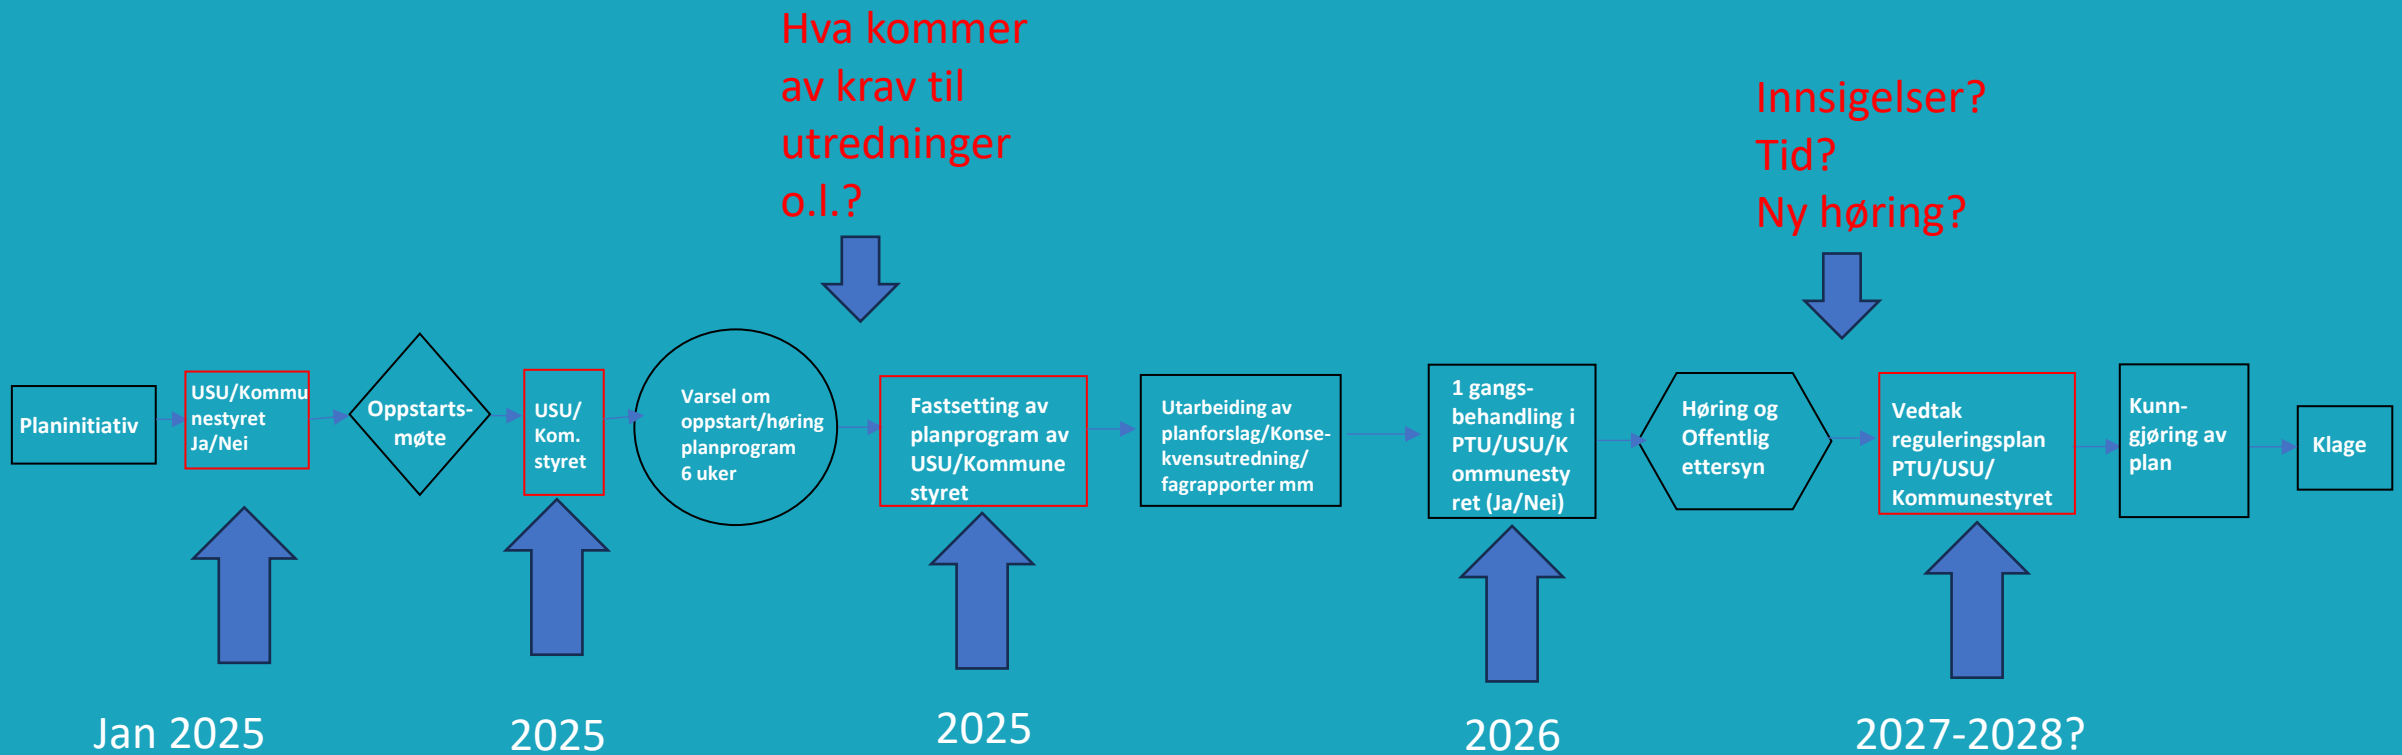 Hva kommer
av krav til
utredninger
o.l.?
Innsigelser?
Tid?
Ny høring?
Planinitiativ
USU/Kommu
nestyret
Ja/Nei
Oppstarts-
møte
USU/
Kom.
styret
Varsel om
oppstart/høring
planprogram
6 uker
Fastsetting av
planprogram av
USU/Kommune
styret
Utarbeiding av
planforslag/Konse-
kvensutredning/
fagrapporter mm
1 gangs-
behandling i
PTU/USU/K
ommunesty
ret (Ja/Nei)
Høring og
Offentlig
ettersyn
Vedtak
reguleringsplan
PTU/USU/
Kommunestyret
Kunn-
gjøring av
plan
Klage
Jan 2025
2025
2025
2026
2027-2028?